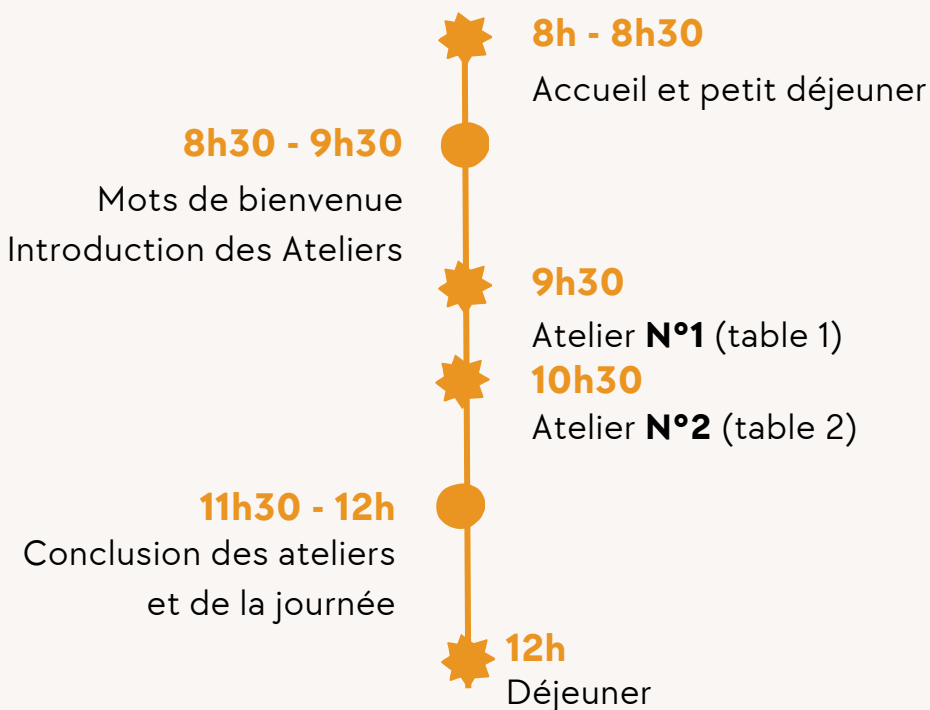 8h - 8h30
Accueil et petit déjeuner
8h30 - 9h30
Mots de bienvenue
Introduction des Ateliers
9h30
Atelier N°1 (table 1)
10h30
Atelier N°2 (table 2)
11h30 - 12h
Conclusion des ateliers
et de la journée
12h
Déjeuner